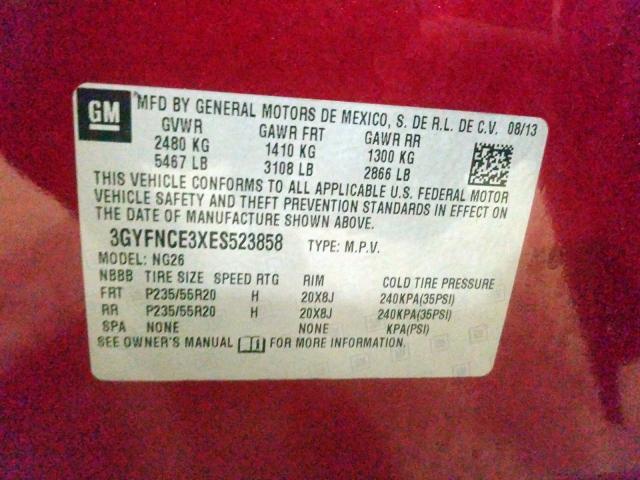 GM
MFD BY GENERAL MOTORS DE MEXICO, S. DE R.L. DE C.V. 08/13
GVWR GAWR FRT GAWR RR
2480 KG 1410 KG 1300 KG
5467 LB 3108 LB 2866 LB
THIS VEHICLE CONFORMS TO ALL APPLICABLE U.S. FEDERAL MOTOR
VEHICLE SAFETY AND THEFT PREVENTION STANDARDS IN EFFECT ON
THE DATE OF MANUFACTURE SHOWN ABOVE.
3GYFNCE3XES523858 TYPE: M.P.V.
MODEL: NG26
NBBB TIRE SIZE SPEED RTG RIM COLD TIRE PRESSURE
FRT P235/55R20 H 20X8J 240KPA(35PSI)
RR P235/55R20 H 20X8J 240KPA(35PSI)
SPA NONE NONE KPA(PSI)
SEE OWNER'S MANUAL FOR MORE INFORMATION.